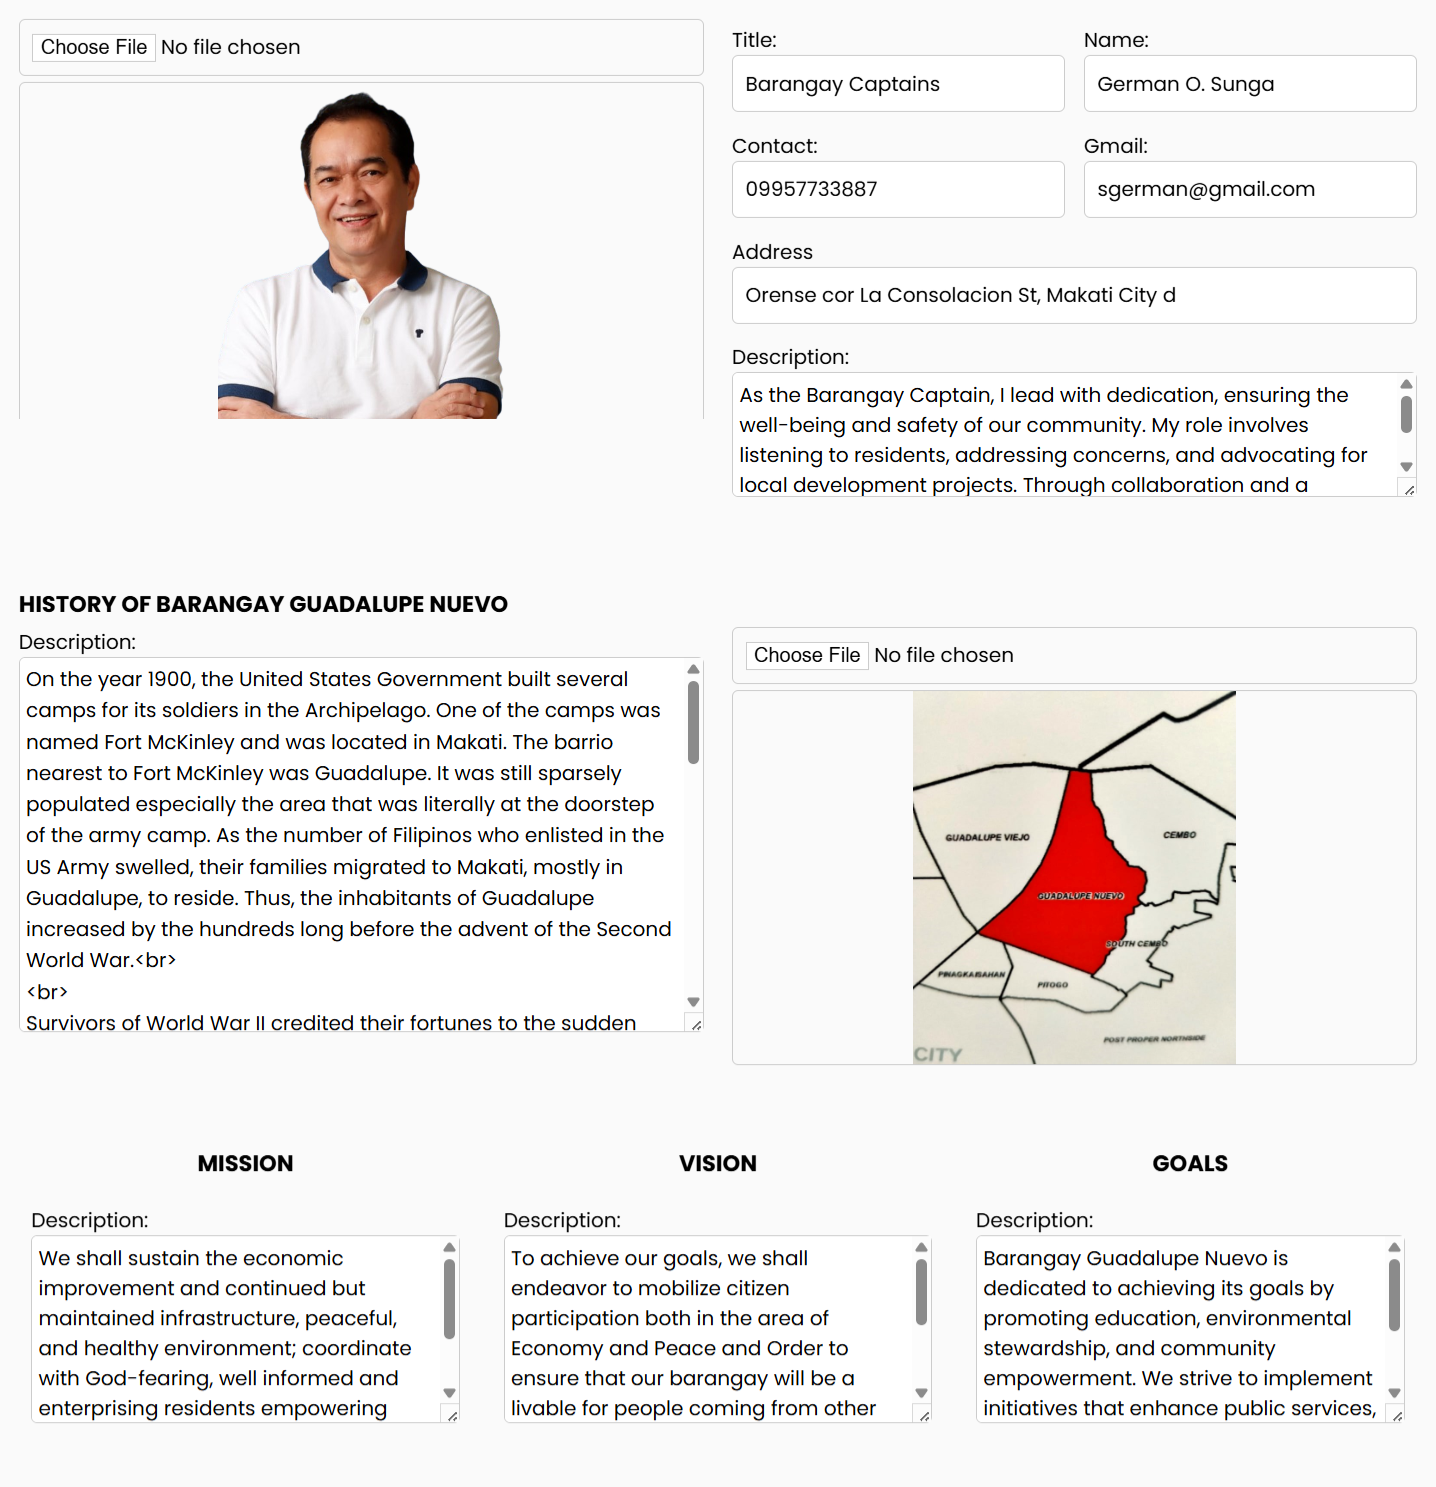 Choose File No file chosen
Title:
Barangay Captains
Name:
German O. Sunga
Contact:
09957733887
Gmail:
sgerman@gmail.com
Address
Orense cor La Consolacion St, Makati City d
Description:
As the Barangay Captain, I lead with dedication, ensuring the
well-being and safety of our community. My role involves
listening to residents, addressing concerns, and advocating for
local development projects. Through collaboration and a
HISTORY OF BARANGAY GUADALUPE NUEVO
Description:
On the year 1900, the United States Government built several
camps for its soldiers in the Archipelago. One of the camps was
named Fort McKinley and was located in Makati. The barrio
nearest to Fort McKinley was Guadalupe. It was still sparsely
populated especially the area that was literally at the doorstep
of the army camp. As the number of Filipinos who enlisted in the
US Army swelled, their families migrated to Makati, mostly in
Guadalupe, to reside. Thus, the inhabitants of Guadalupe
increased by the hundreds long before the advent of the Second
World War.<br>
<br>
Survivors of World War II credited their fortunes to the sudden
Choose File No file chosen
GUADALUPE VIEJO
CEMBO
GUADALUPE NUEVO
SOUTH CEMBO
PINAGKAISAHAN
PITOGO
POST PROPER NORTHSIDE
CITY
MISSION
Description:
We shall sustain the economic
improvement and continued but
maintained infrastructure, peaceful,
and healthy environment; coordinate
with God-fearing, well informed and
enterprising residents empowering
VISION
Description:
To achieve our goals, we shall
endeavor to mobilize citizen
participation both in the area of
Economy and Peace and Order to
ensure that our barangay will be a
livable for people coming from other
GOALS
Description:
Barangay Guadalupe Nuevo is
dedicated to achieving its goals by
promoting education, environmental
stewardship, and community
empowerment. We strive to implement
initiatives that enhance public services,